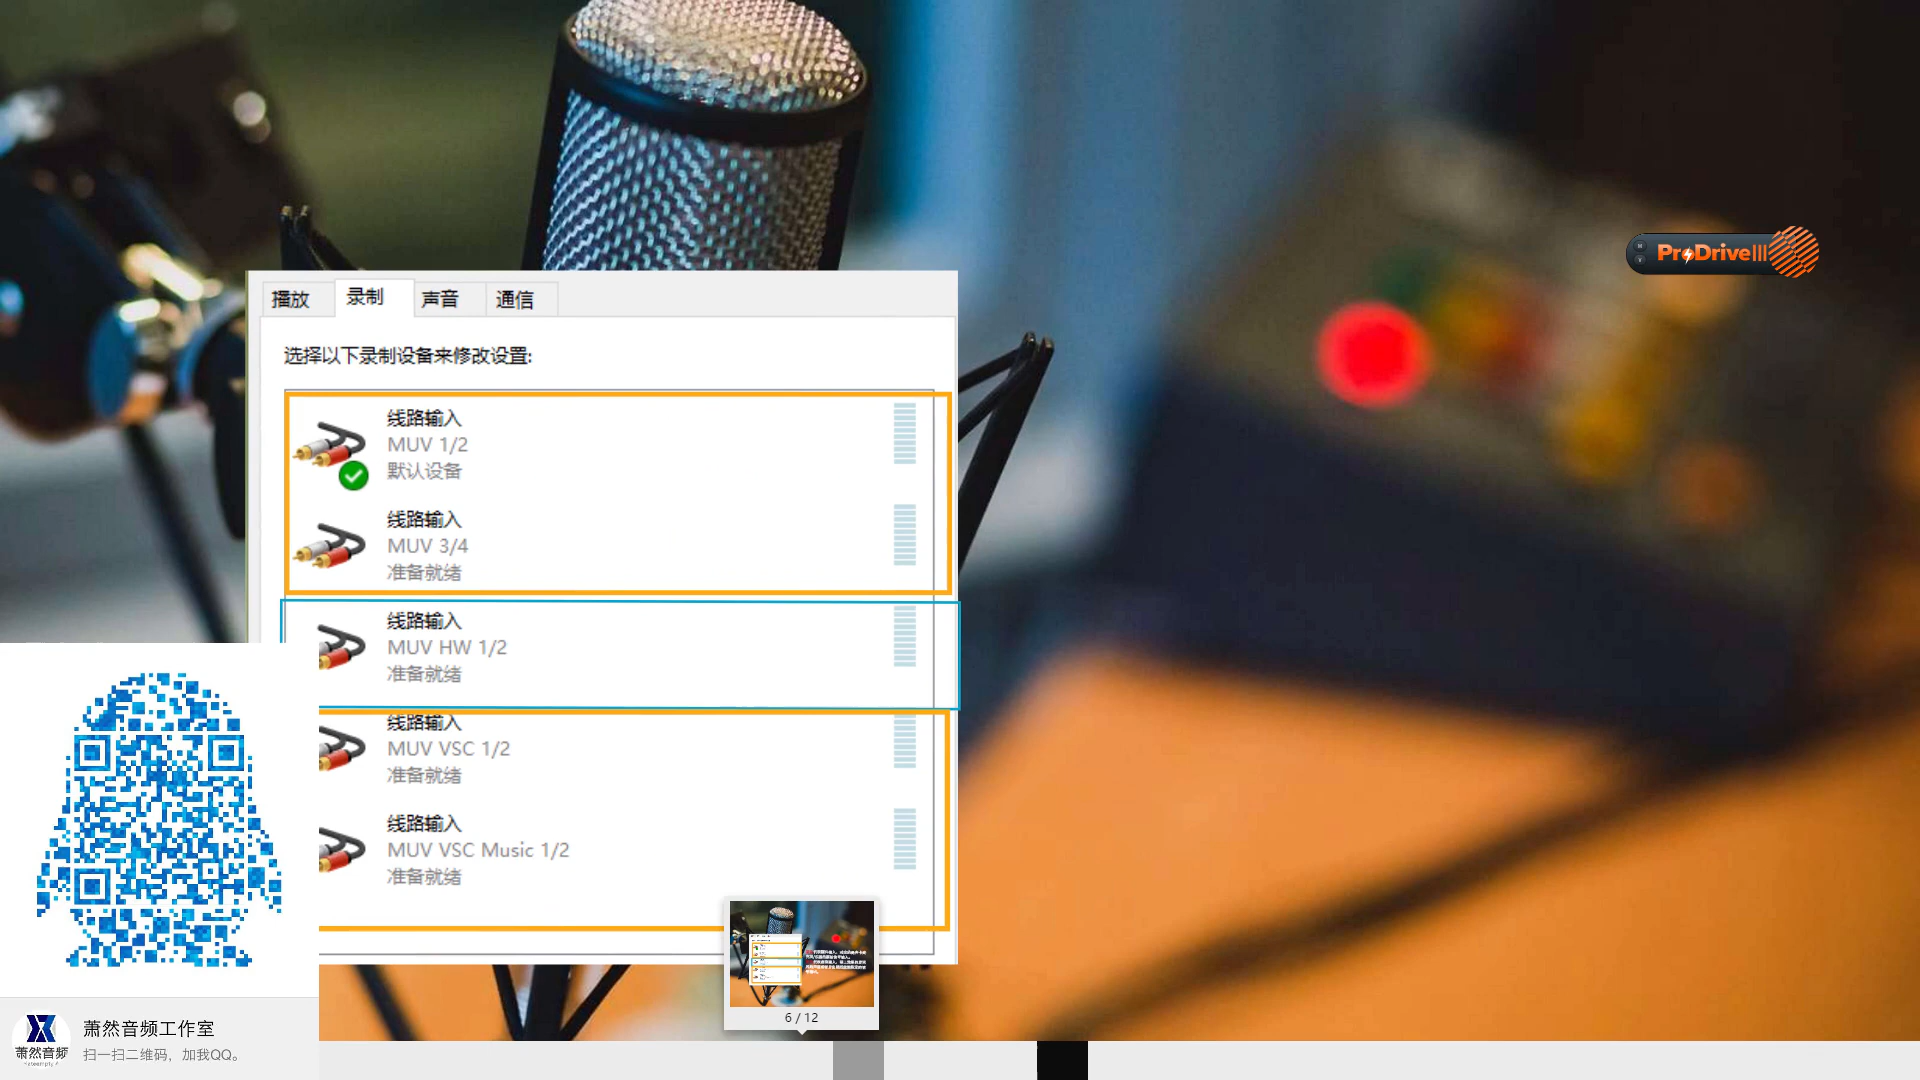 ProDriveIII
播放 录制 声音 通信
选择以下录制设备来修改设置:
线路输入
MUV 1/2
默认设备
线路输入
MUV 3/4
准备就绪
线路输入
MUV HW 1/2
准备就绪
线路输入
MUV VSC 1/2
准备就绪
线路输入
MUV VSC Music 1/2
准备就绪
6 / 12
萧然音频
萧然音频工作室
扫一扫二维码，加我QQ。